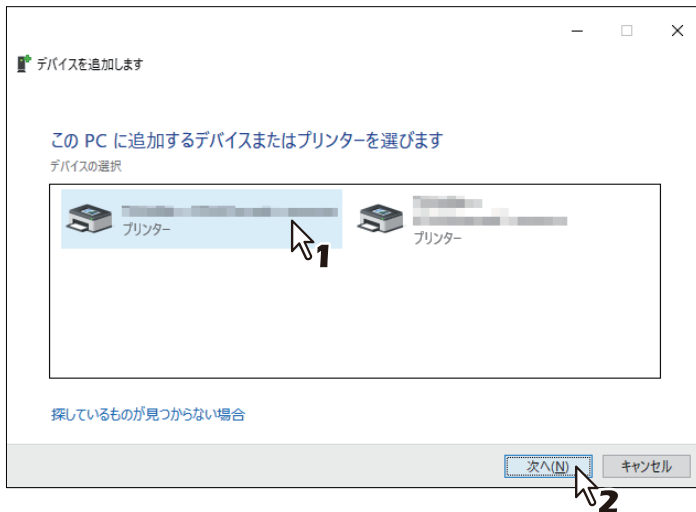 デバイスを追加します
この PC に追加するデバイスまたはプリンターを選びます
デバイスの選択
プリンター
プリンター
1
探しているものが見つからない場合
次へ(N)
キャンセル
2